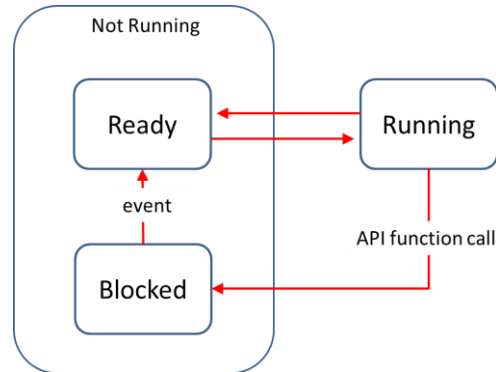 Not Running
Ready
Running
event
API function call
Blocked